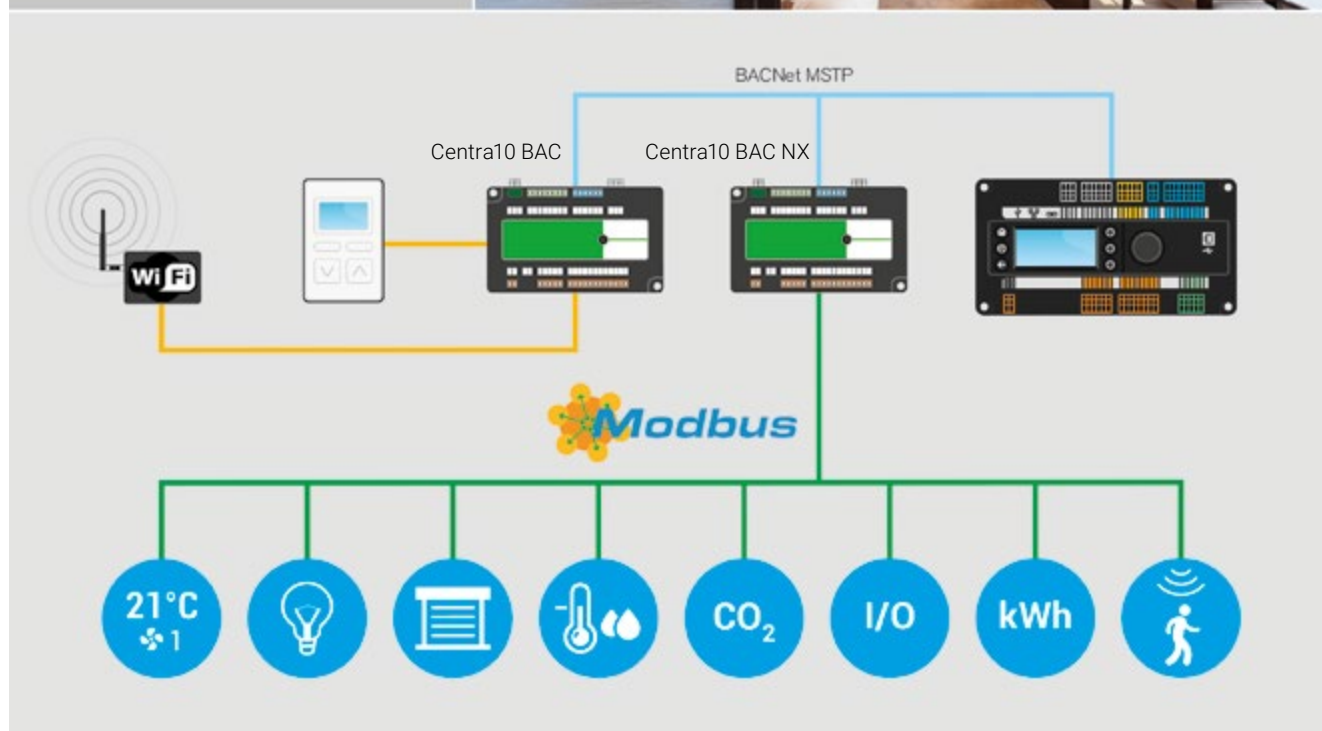 BACNet MSTP
Centra10 BAC
Centra10 BAC NX
Wi Fi
Modbus
21°C
1
CO₂
I/O
kWh